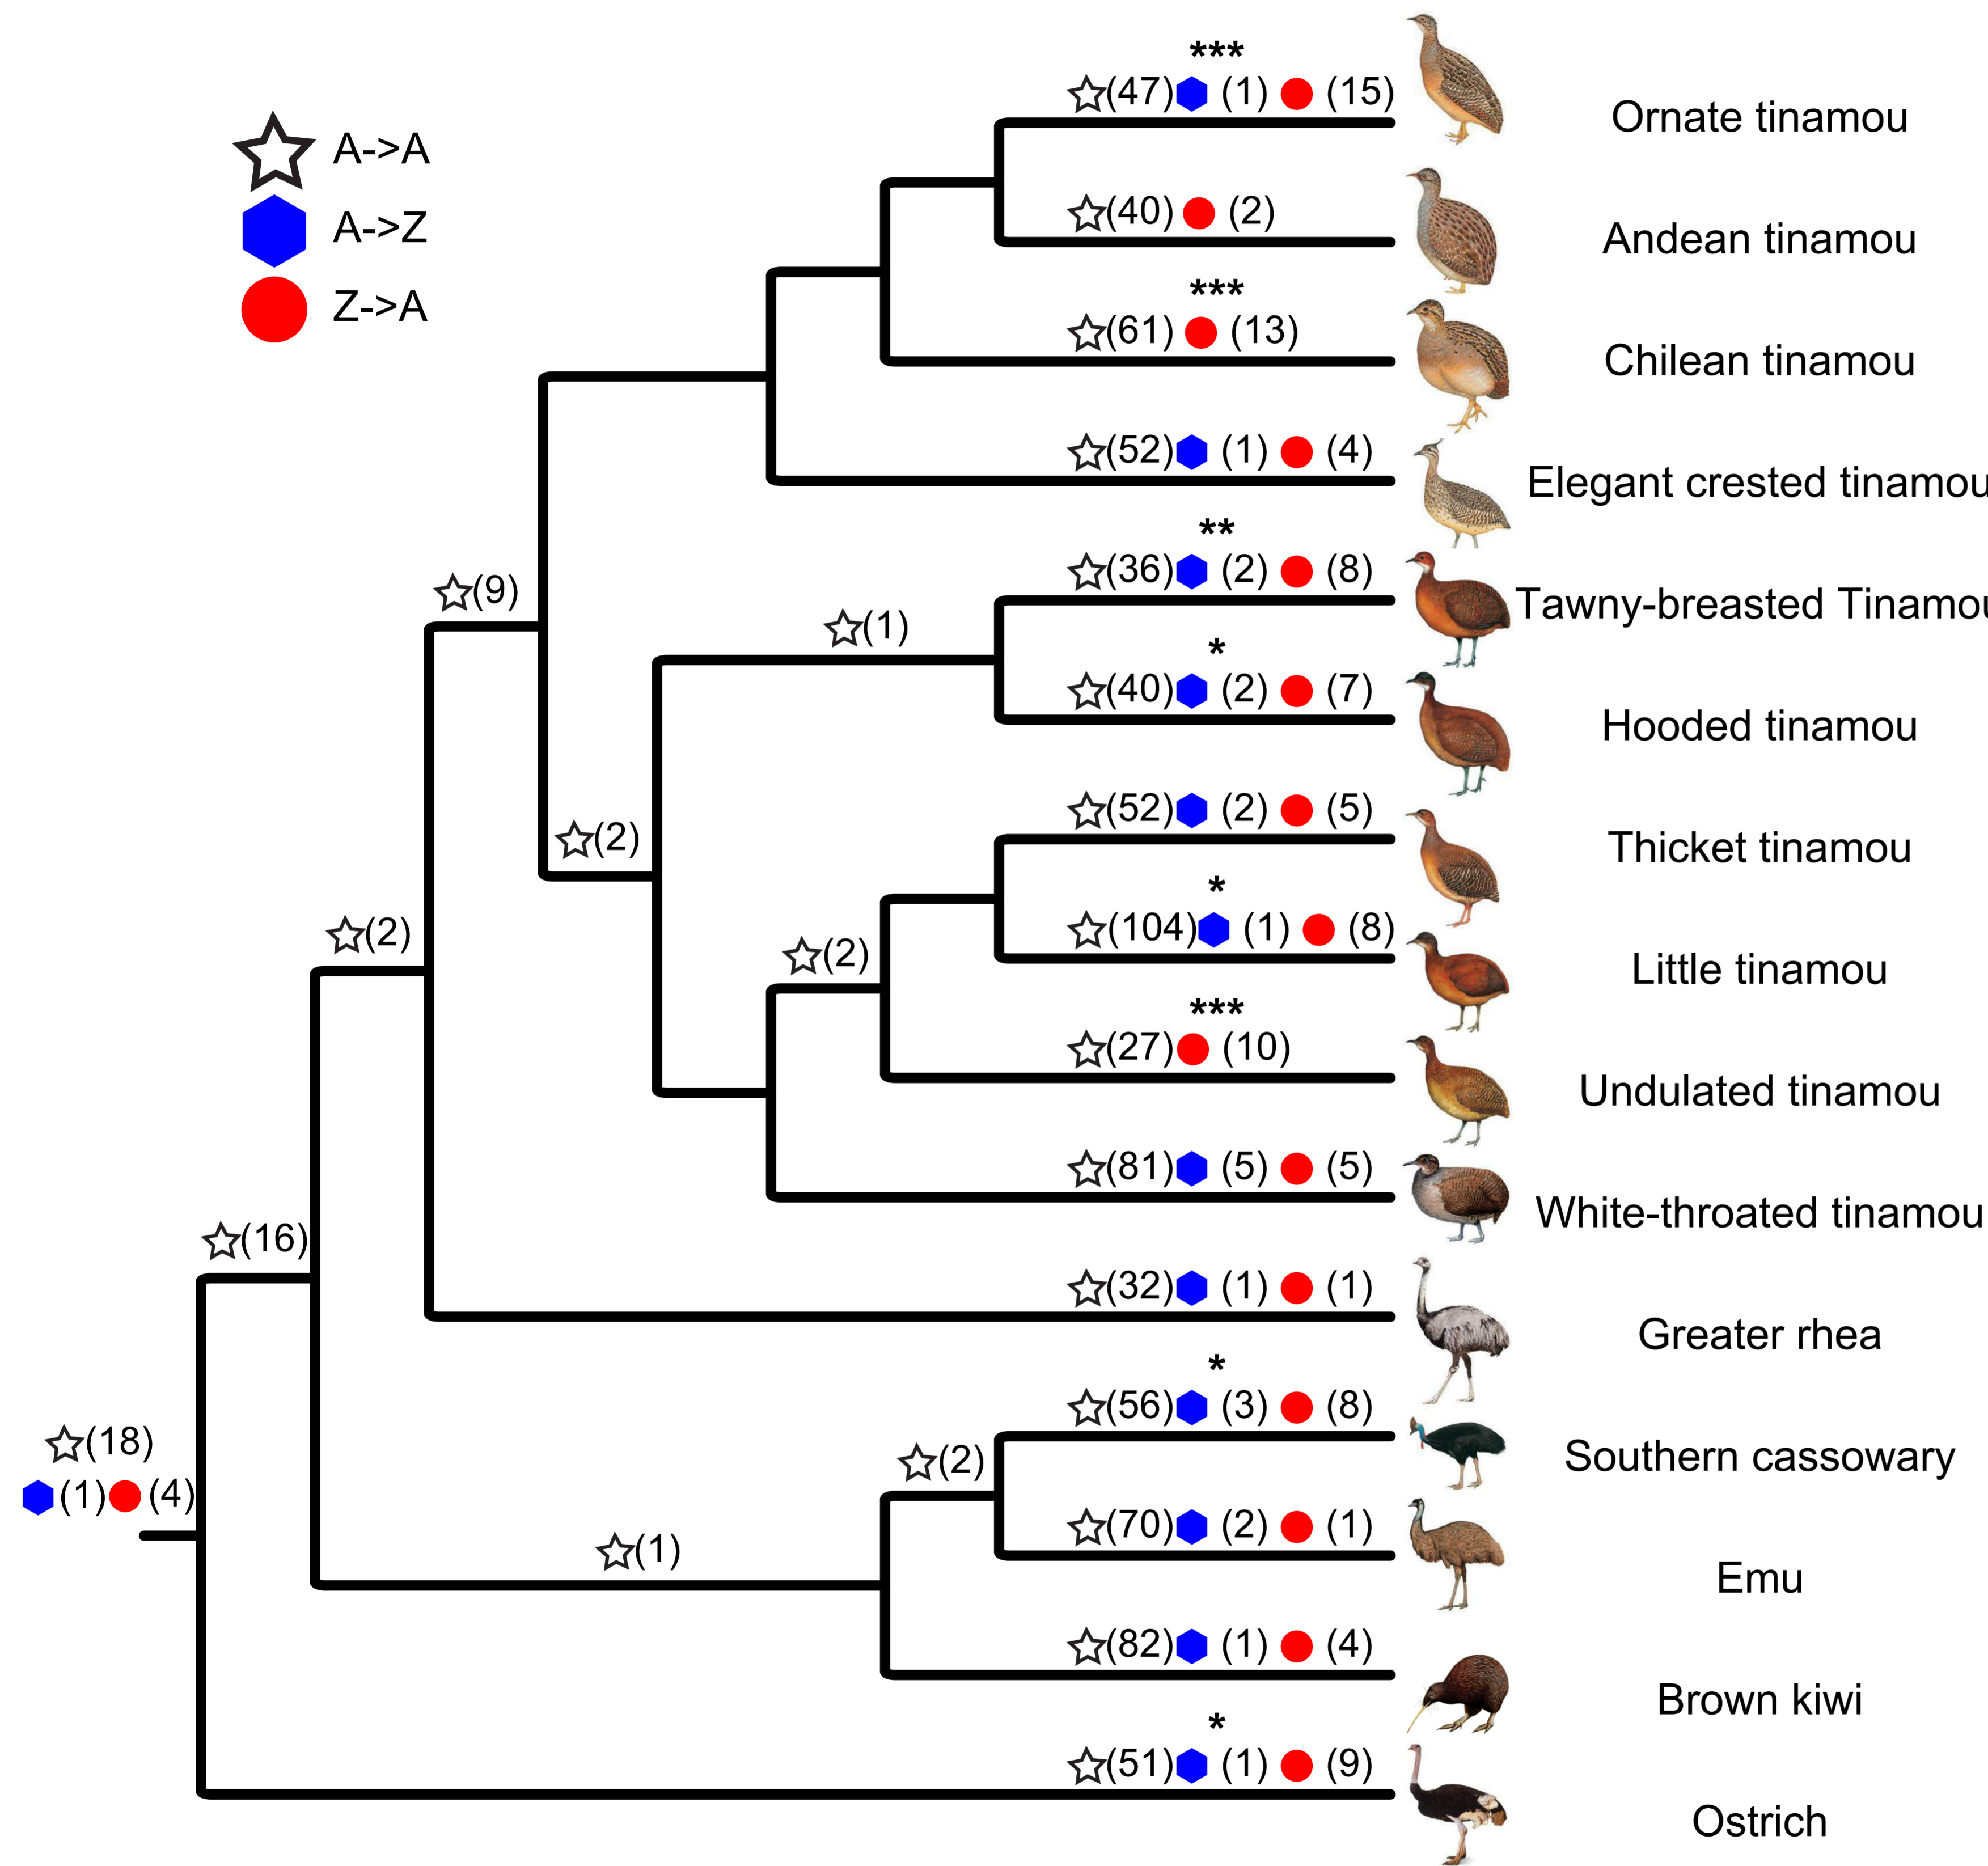 ***
(47) (1) (15)
Ornate tinamou
A->A
A->Z
Z->A
(40) (2)
Andean tinamou
***
(61) (13)
Chilean tinamou
(52) (1) (4)
Elegant crested tinamou
**
(36) (2) (8)
(9)
Tawny-breasted Tinamou
(1)
*
(40) (2) (7)
Hooded tinamou
(52) (2) (5)
(2)
Thicket tinamou
*
(104) (1) (8)
(2)
(2)
Little tinamou
***
(27) (10)
Undulated tinamou
(81) (5) (5)
White-throated tinamou
(16)
(32) (1) (1)
Greater rhea
*
(56) (3) (8)
(18)
(2)
Southern cassowary
(1) (4)
(70) (2) (1)
(1)
Emu
(82) (1) (4)
Brown kiwi
*
(51) (1) (9)
Ostrich